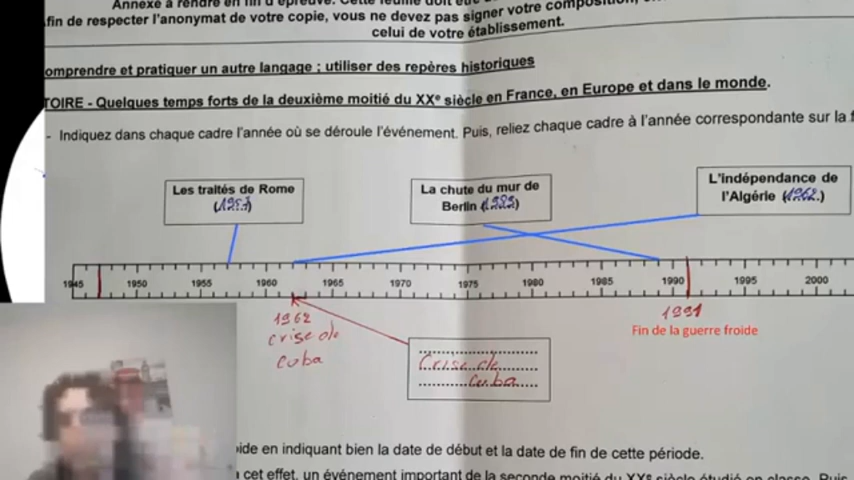 Annexe à rendre en fin d'épreuve. Cette feuille doit être
fin de respecter l'anonymat de votre copie, vous ne devez pas signer votre composition,
celui de votre établissement.
omprendre et pratiquer un autre langage ; utiliser des repères historiques
TOIRE - Quelques temps forts de la deuxième moitié du XXe siècle en France, en Europe et dans le monde.
- Indiquez dans chaque cadre l'année où se déroule l'événement. Puis, reliez chaque cadre à l'année correspondante sur la f
Les traités de Rome
(1957)
La chute du mur de
Berlin (1989)
L'indépendance de
l'Algérie (1962.)
1945 1950 1955 1960 1965 1970 1975 1980 1985 1990 1995 2000
1962
crise de
Cuba
1991
Fin de la guerre froide
Crise de
Cuba
ide en indiquant bien la date de début et la date de fin de cette période.
cet effet, un événement important de la seconde moitié du XXe siècle étudié en classe. Puis